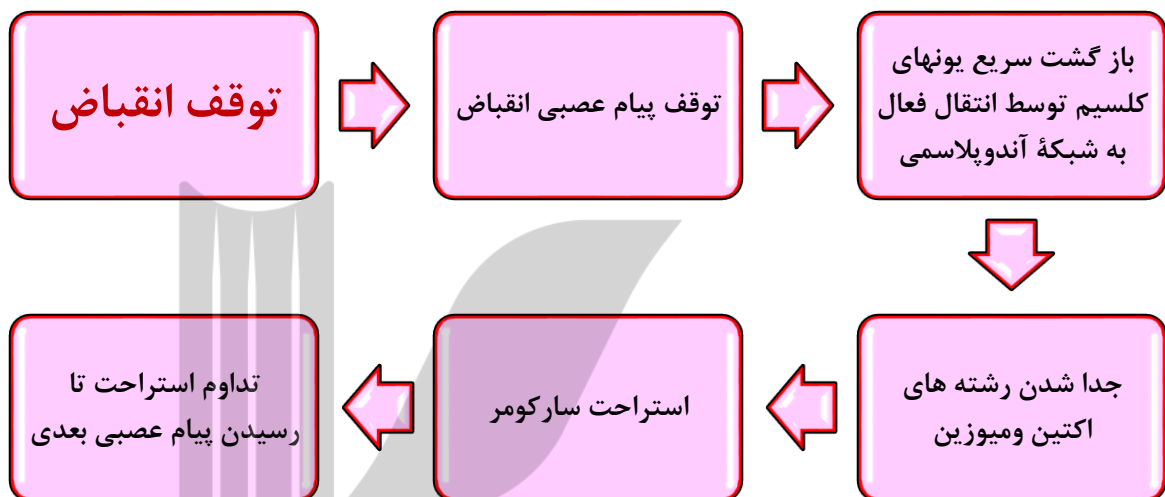 توقف انقباض
توقف پیام عصبی انقباض
باز گشت سریع یونهای
کلسیم توسط انتقال فعال
به شبکهٔ آندوپلاسمی
جدا شدن رشته های
اکتین ومیوزین
استراحت سارکومر
تداوم استراحت تا
رسیدن پیام عصبی بعدی